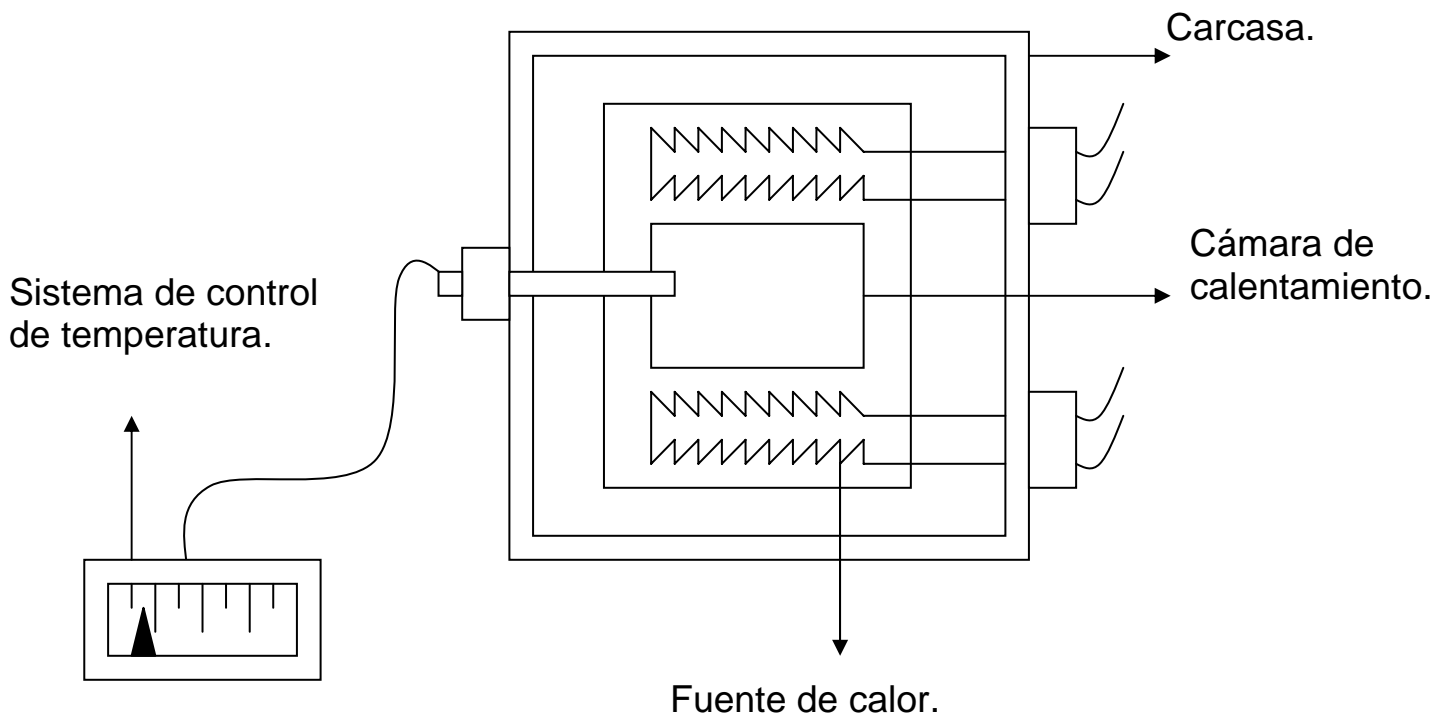 Carcasa.
Cámara de
calentamiento.
Sistema de control
de temperatura.
Fuente de calor.